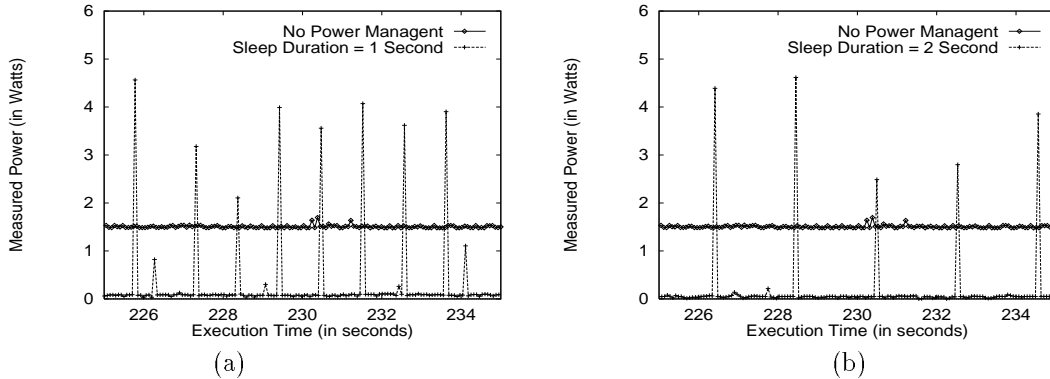 6
5
4
3
2
1
0
Measured Power (in Watts)
No Power Managent
Sleep Duration = 1 Second
226 228 230 232 234
Execution Time (in seconds)
(a)
6
5
4
3
2
1
0
Measured Power (in Watts)
No Power Managent
Sleep Duration = 2 Second
226 228 230 232 234
Execution Time (in seconds)
(b)